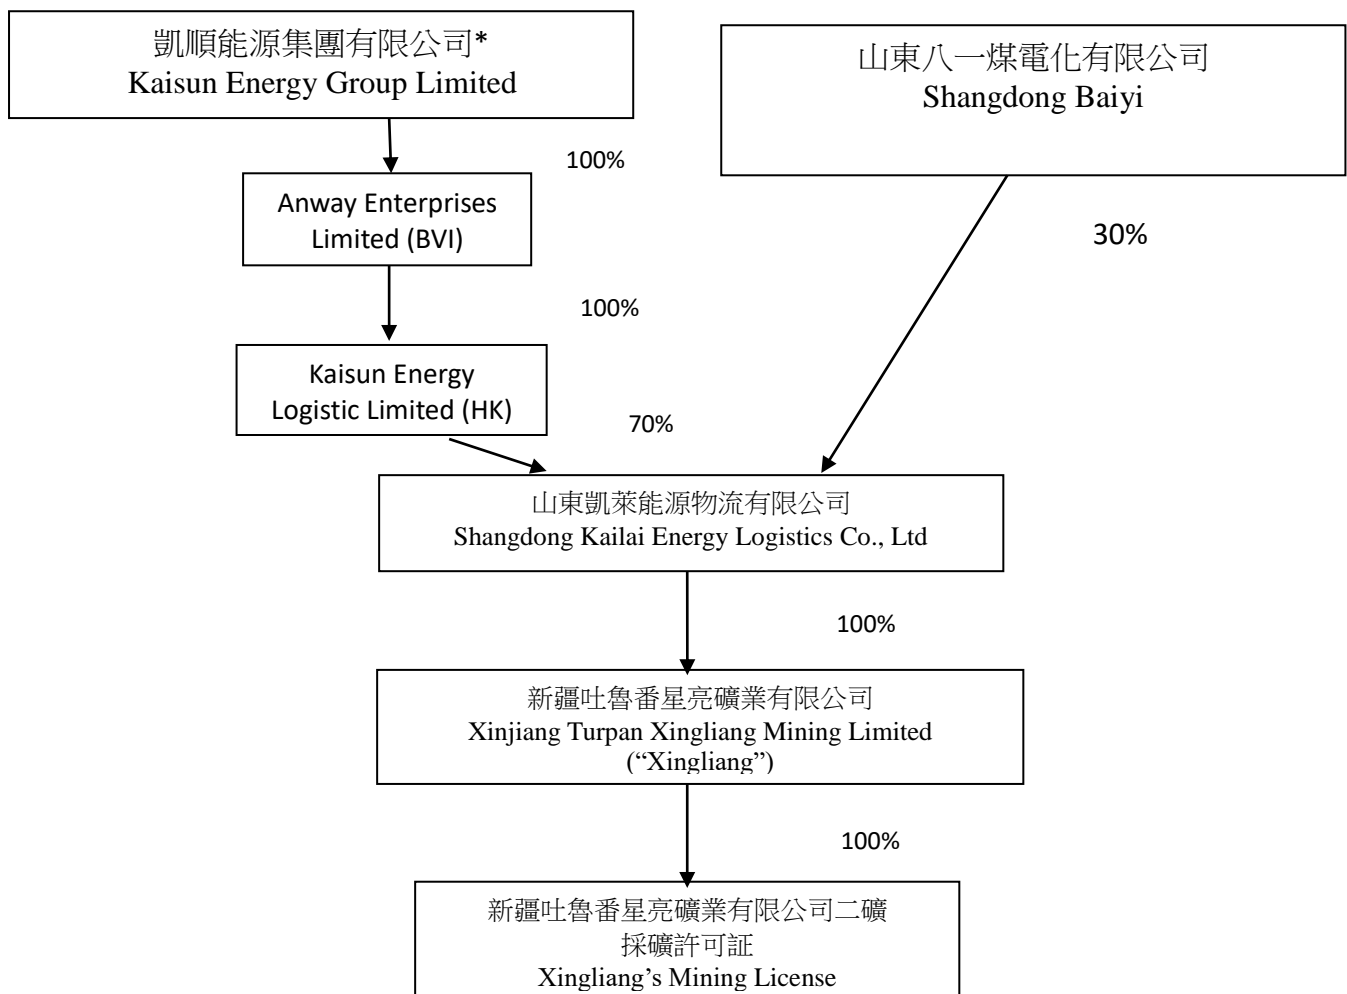 凱順能源集團有限公司*
Kaisun Energy Group Limited
山東八一煤電化有限公司
Shangdong Baiyi
100%
Anway Enterprises
Limited (BVI)
30%
100%
Kaisun Energy
Logistic Limited (HK)
70%
山東凱萊能源物流有限公司
Shangdong Kailai Energy Logistics Co., Ltd
100%
新疆吐魯番星亮礦業有限公司
Xinjiang Turpan Xingliang Mining Limited
(“Xingliang”)
100%
新疆吐魯番星亮礦業有限公司二礦
採礦許可証
Xingliang’s Mining License